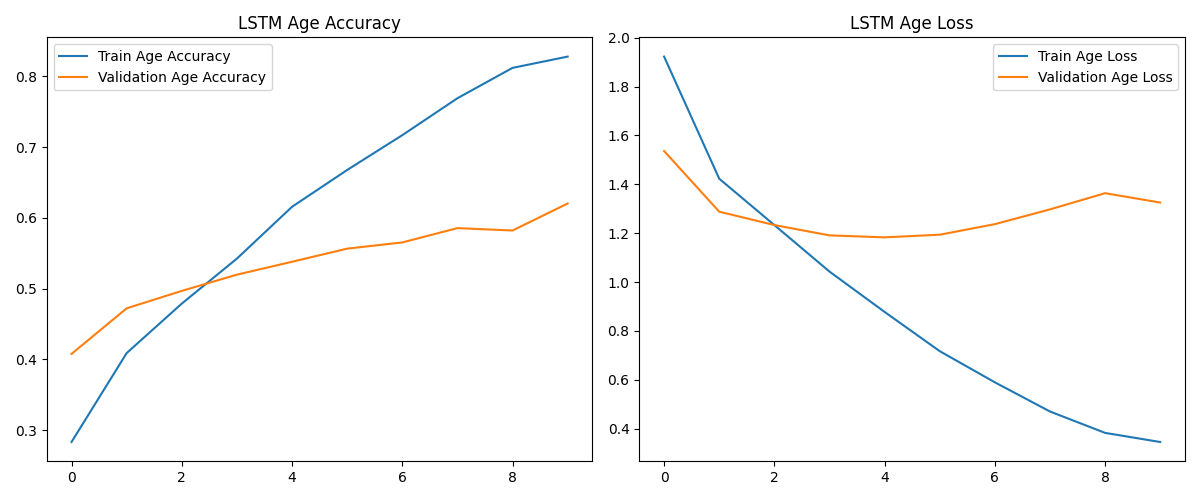 LSTM Age Accuracy
Train Age Accuracy
Validation Age Accuracy
0.8
0.7
0.6
0.5
0.4
0.3
0 2 4 6 8
LSTM Age Loss
Train Age Loss
Validation Age Loss
2.0
1.8
1.6
1.4
1.2
1.0
0.8
0.6
0.4
0 2 4 6 8